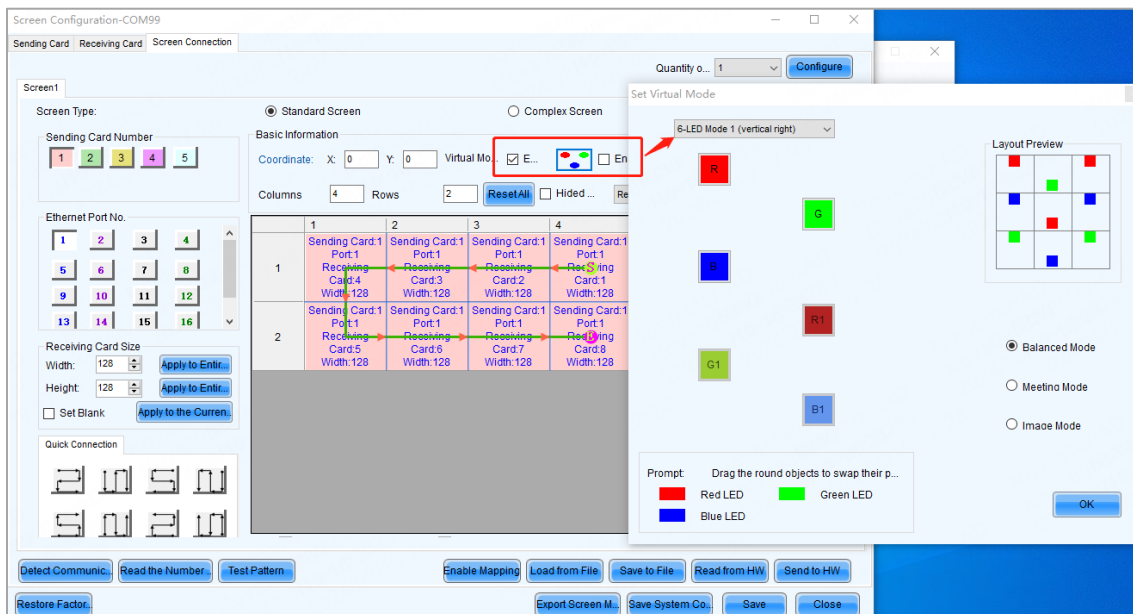 Screen Configuration-COM99
Sending Card Receiving Card Screen Connection
Quantity o... 1 Configure
Screen1
Screen Type: Standard Screen Complex Screen
Sending Card Number
1 2 3 4 5
Basic Information
Coordinate: X: 0 Y: 0 Virtual Mo... E... En
Columns 4 Rows 2 Reset All Hided ... Re
Ethernet Port No.
1 2 3 4
5 6 7 8
9 10 11 12
13 14 15 16
1 2 3 4
1
Sending Card:1 Sending Card:1 Sending Card:1 Sending Card:1
Port:1 Port:1 Port:1 Port:1
Receiving Receiving Receiving Receiving
Card:4 Card:3 Card:2 Card:1
Width:128 Width:128 Width:128 Width:128
2
Sending Card:1 Sending Card:1 Sending Card:1 Sending Card:1
Port:1 Port:1 Port:1 Port:1
Receiving Receiving Receiving Receiving
Card:5 Card:6 Card:7 Card:8
Width:128 Width:128 Width:128 Width:128
S
E
Receiving Card Size
Width: 128 Apply to Entir...
Height: 128 Apply to Entir...
Set Blank Apply to the Curren...
Quick Connection
Detect Communic... Read the Number Test Pattern Enable Mapping Load from File Save to File Read from HW Send to HW
Restore Factor... Export Screen M... Save System Co... Save Close
Set Virtual Mode
6-LED Mode 1 (vertical right)
R
G
B
R1
G1
B1
Layout Preview
Balanced Mode
Meeting Mode
Image Mode
Prompt: Drag the round objects to swap their p...
Red LED Green LED
Blue LED
OK